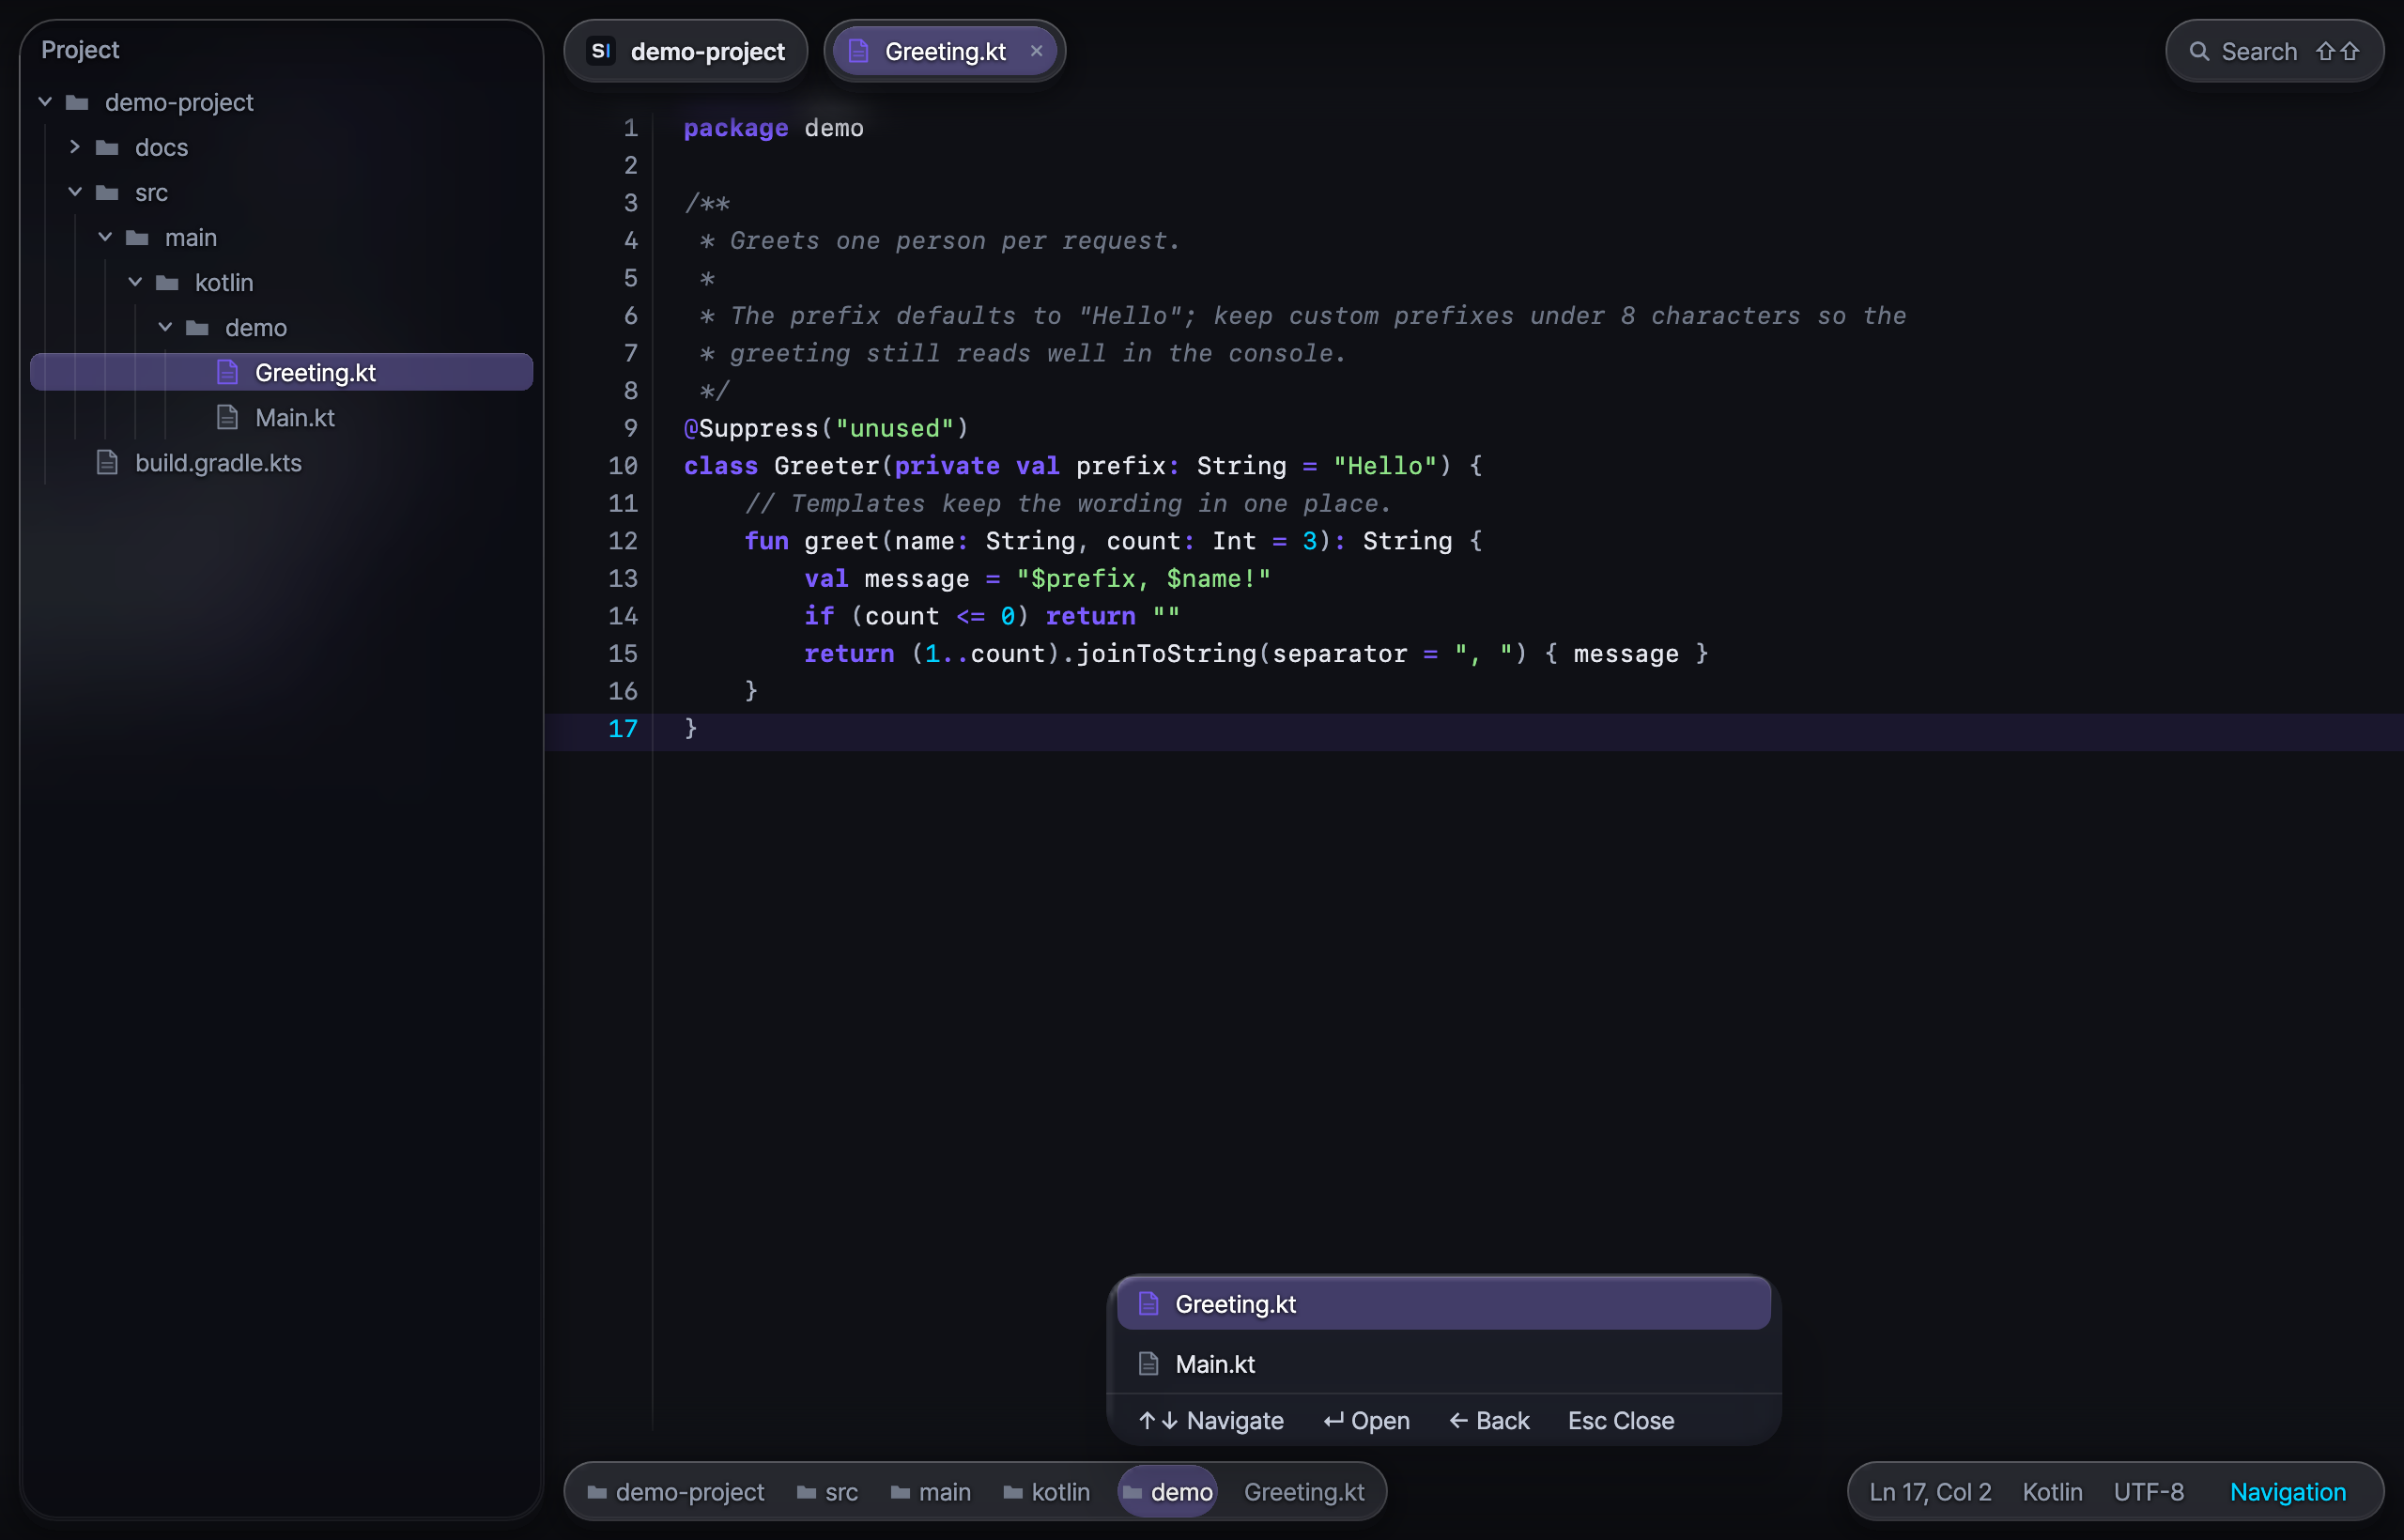 Project
demo-project
docs
src
main
kotlin
demo
Greeting.kt
Main.kt
build.gradle.kts
SI demo-project
Greeting.kt ×
Search ⇧⇧
1 package demo
2
3 /**
4  * Greets one person per request.
5  *
6  * The prefix defaults to "Hello"; keep custom prefixes under 8 characters so the
7  * greeting still reads well in the console.
8  */
9 @Suppress("unused")
10 class Greeter(private val prefix: String = "Hello") {
11     // Templates keep the wording in one place.
12     fun greet(name: String, count: Int = 3): String {
13         val message = "$prefix, $name!"
14         if (count <= 0) return ""
15         return (1..count).joinToString(separator = ", ") { message }
16     }
17 }
Greeting.kt
Main.kt
↑↓ Navigate ↵ Open ← Back Esc Close
demo-project src main kotlin demo Greeting.kt
Ln 17, Col 2 Kotlin UTF-8 Navigation